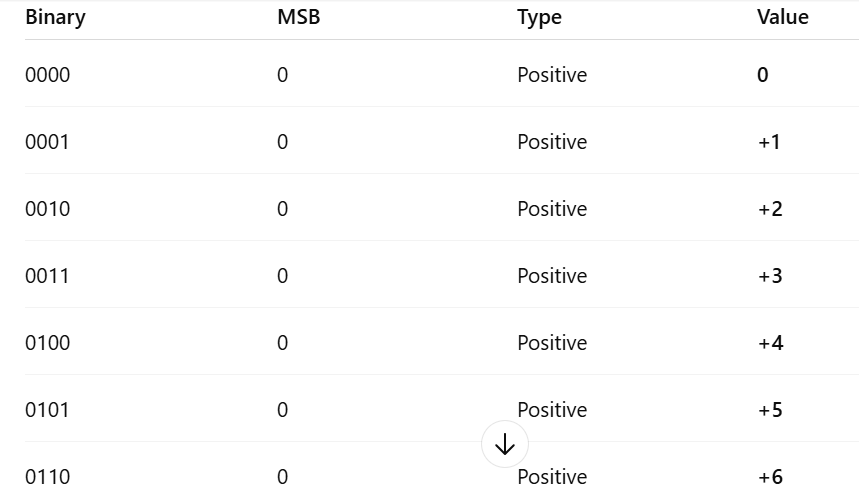 Binary MSB Type Value
0000 0 Positive 0
0001 0 Positive +1
0010 0 Positive +2
0011 0 Positive +3
0100 0 Positive +4
0101 0 Positive +5
0110 0 Positive +6